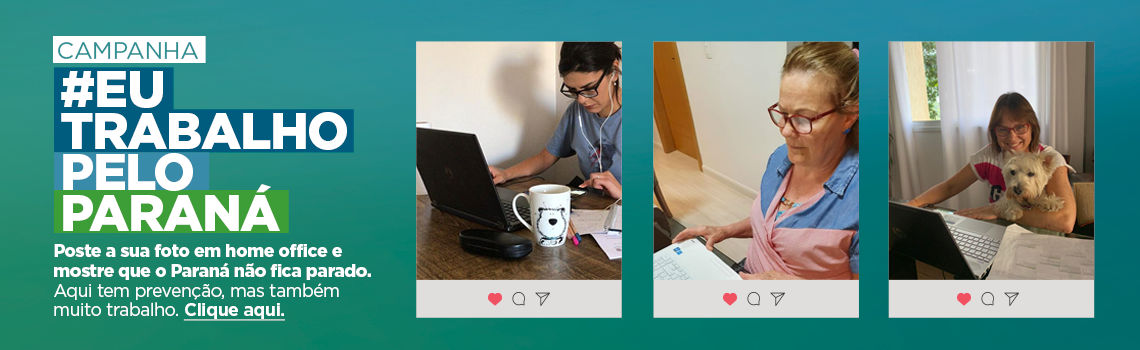 CAMPANHA
#EU
TRABALHO
PELO
PARANÁ
Poste a sua foto em home office e
mostre que o Paraná não fica parado.
Aqui tem prevenção, mas também
muito trabalho. Clique aqui.